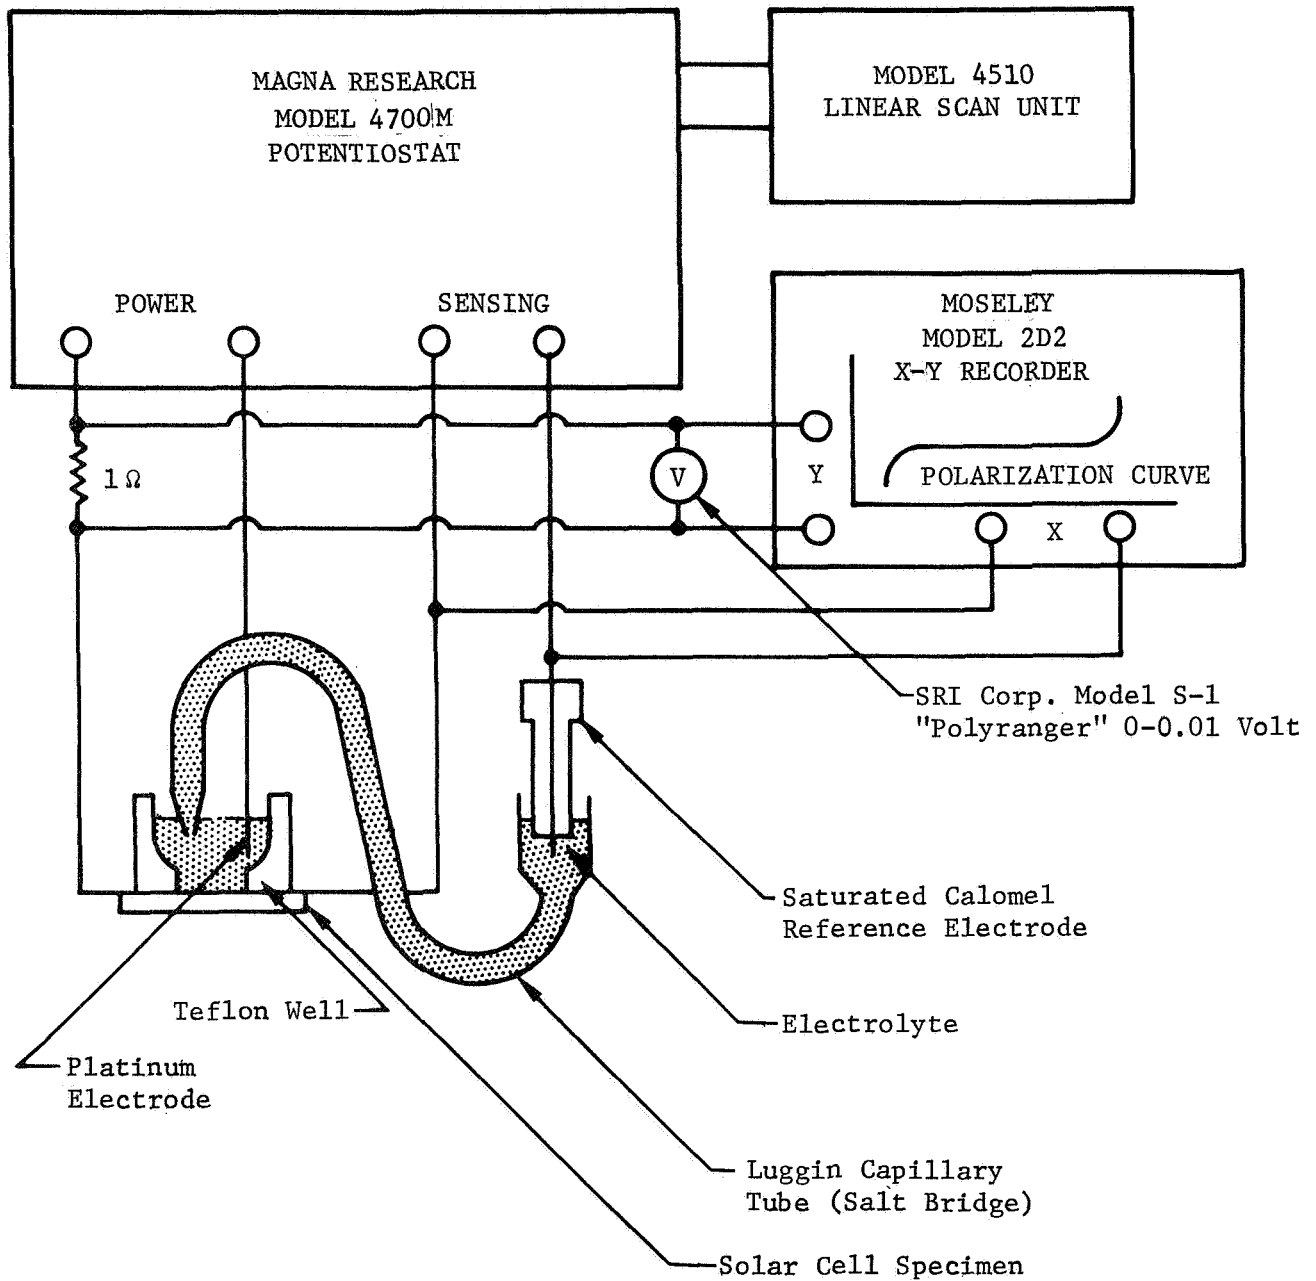 MAGNA RESEARCH
MODEL 4700M
POTENTIOSTAT
MODEL 4510
LINEAR SCAN UNIT
POWER
SENSING
MOSELEY
MODEL 2D2
X-Y RECORDER
1Ω
V
Y
POLARIZATION CURVE
X
SRI Corp. Model S-1
"Polyranger" 0-0.01 Volt
Saturated Calomel
Reference Electrode
Teflon Well
Electrolyte
Platinum
Electrode
Luggin Capillary
Tube (Salt Bridge)
Solar Cell Specimen